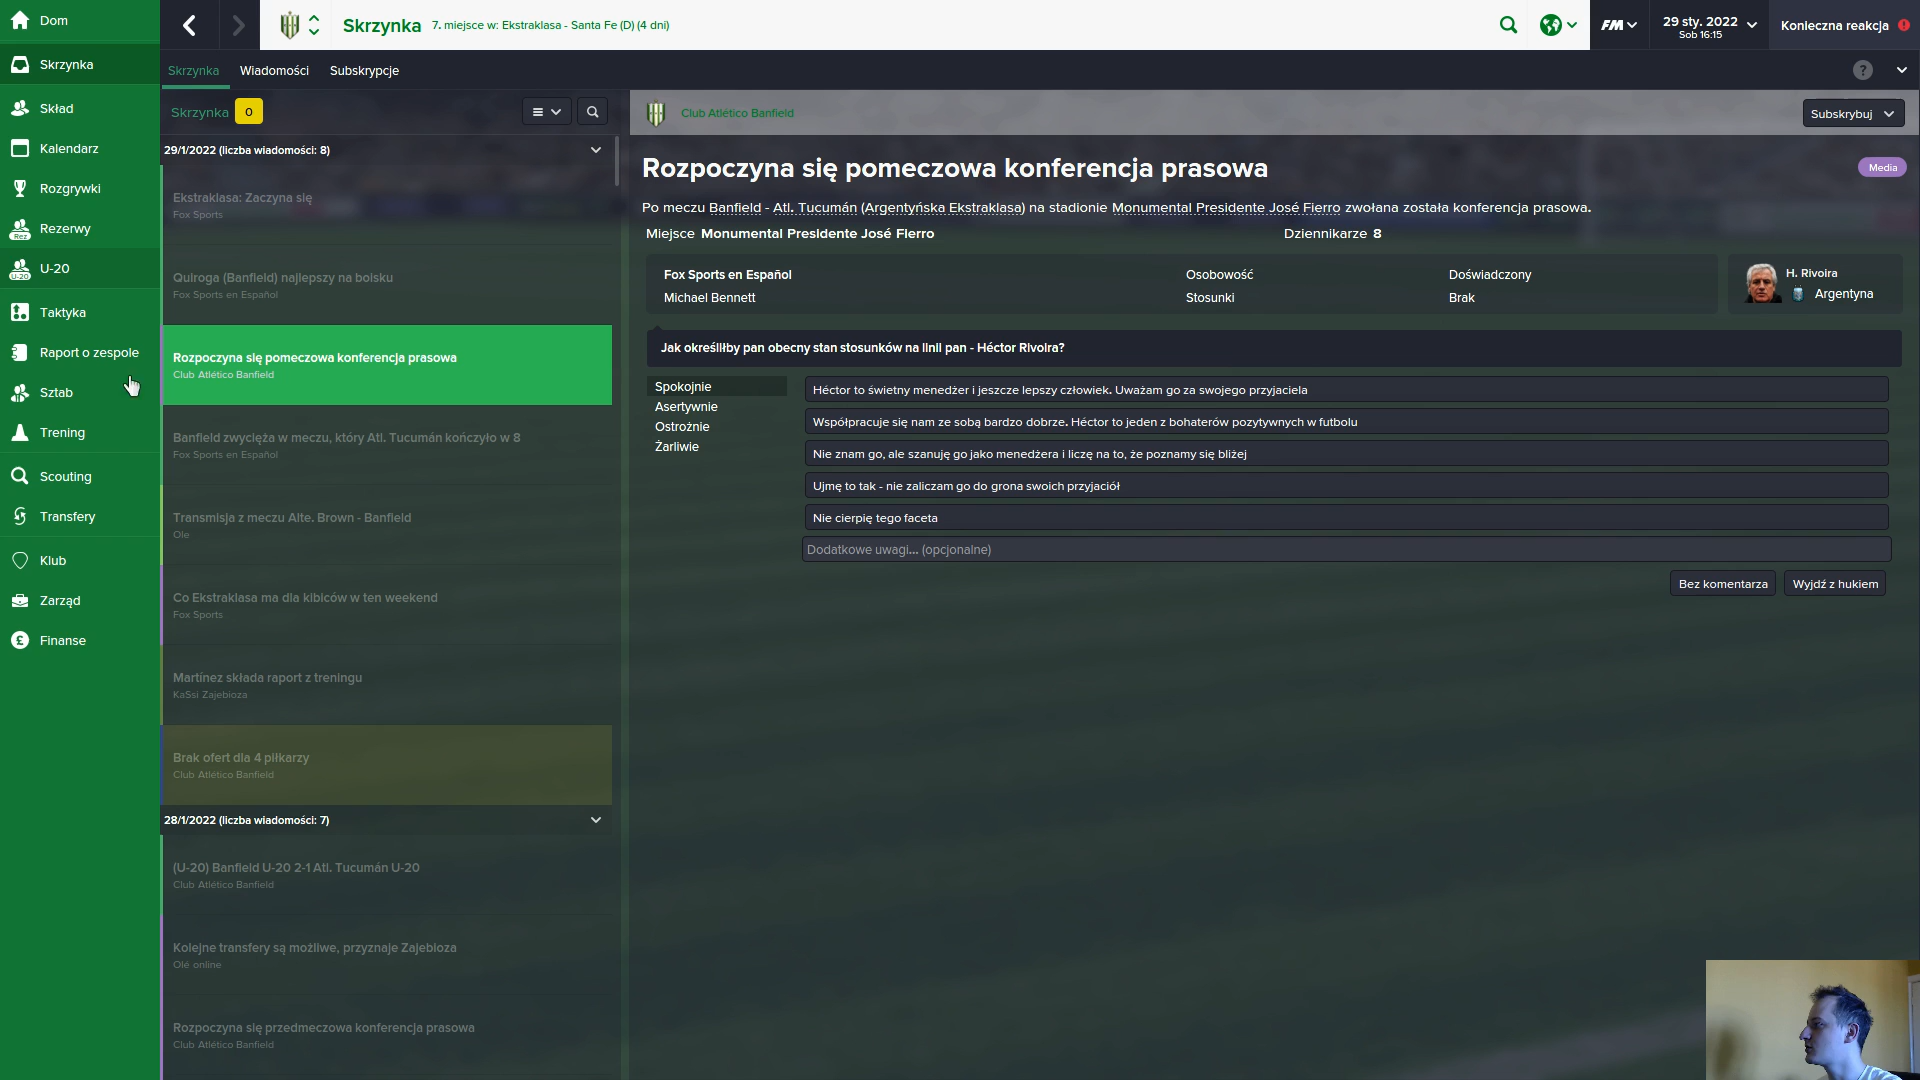 Dom
Skrzynka
Skład
Kalendarz
Rozgrywki
Rez
Rezerwy
U-20
U-20
Taktyka
Raport o zespole
Sztab
Trening
Scouting
Transfery
Klub
Zarząd
Finanse
Skrzynka
7. miejsce w: Ekstraklasa - Santa Fe (D) (4 dni)
FM
29 sty. 2022
Sob 16:15
Konieczna reakcja
Skrzynka
Wiadomości
Subskrypcje
Skrzynka 0
29/1/2022 (liczba wiadomości: 8)
Ekstraklasa: Zaczyna się
Fox Sports
Quiroga (Banfield) najlepszy na boisku
Fox Sports en Español
Rozpoczyna się pomeczowa konferencja prasowa
Club Atlético Banfield
Banfield zwycięża w meczu, który Atl. Tucumán kończyło w 8
Fox Sports en Español
Transmisja z meczu Alte. Brown - Banfield
Ole
Co Ekstraklasa ma dla kibiców w ten weekend
Fox Sports
Martínez składa raport z treningu
KaSsi Zajebioza
Brak ofert dla 4 piłkarzy
Club Atlético Banfield
28/1/2022 (liczba wiadomości: 7)
(U-20) Banfield U-20 2-1 Atl. Tucumán U-20
Club Atlético Banfield
Kolejne transfery są możliwe, przyznaje Zajebioza
Olé online
Rozpoczyna się przedmeczowa konferencja prasowa
Club Atlético Banfield
Club Atlético Banfield
Subskrybuj
Rozpoczyna się pomeczowa konferencja prasowa
Media
Po meczu Banfield - Atl. Tucumán (Argentyńska Ekstraklasa) na stadionie Monumental Presidente José Fierro zwołana została konferencja prasowa.
Miejsce Monumental Presidente José Fierro
Dziennikarze 8
Fox Sports en Español
Osobowość
Doświadczony
Michael Bennett
Stosunki
Brak
H. Rivoira
Argentyna
Jak określiłby pan obecny stan stosunków na linii pan - Héctor Rivoira?
Spokojnie
Asertywnie
Ostrożnie
Żarliwie
Héctor to świetny menedżer i jeszcze lepszy człowiek. Uważam go za swojego przyjaciela
Współpracuje się nam ze sobą bardzo dobrze. Héctor to jeden z bohaterów pozytywnych w futbolu
Nie znam go, ale szanuję go jako menedżera i liczę na to, że poznamy się bliżej
Ujmę to tak - nie zaliczam go do grona swoich przyjaciół
Nie cierpię tego faceta
Dodatkowe uwagi... (opcjonalne)
Bez komentarza
Wyjdź z hukiem